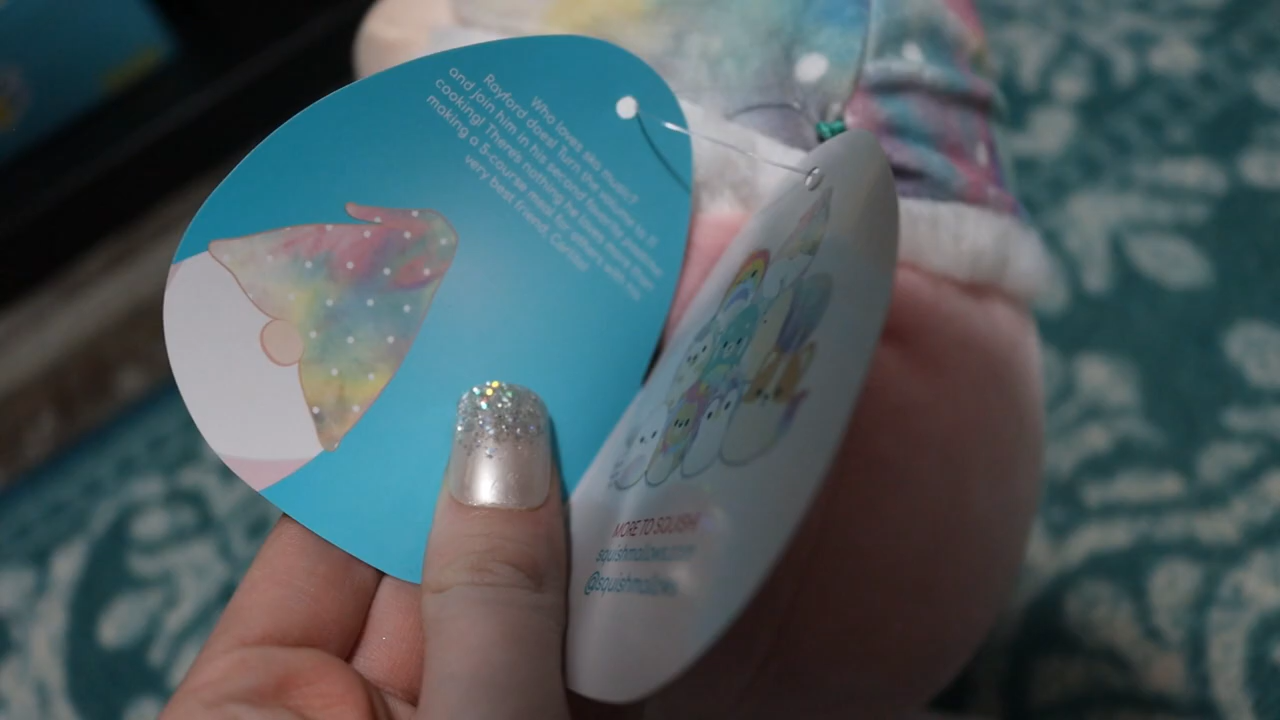 Who loves ska music?
Rayford does! Turn the volume to 11
and join him in his second favorite pastime:
cooking! There's nothing he loves more than
making a 5-course meal for others with his
very best friend,
MORE TO SQUISH!
squishmallows.com
@squishmallows